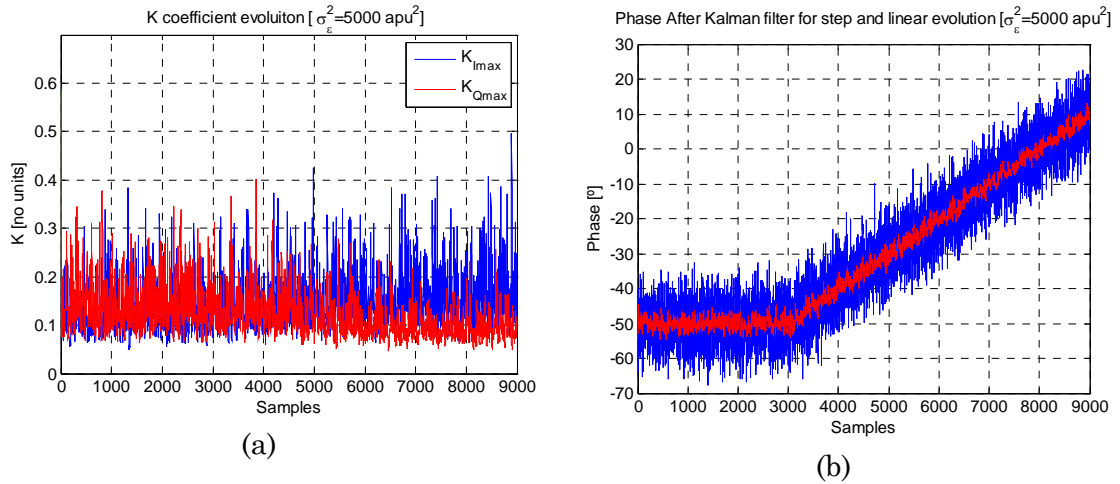 K coefficient evoluiton [ σ²ε=5000 apu²]
K [no units]
0.6
0.5
0.4
0.3
0.2
0.1
0
K_Imax
K_Qmax
0 1000 2000 3000 4000 5000 6000 7000 8000 9000
Samples
(a)
Phase After Kalman filter for step and linear evolution [σ²ε=5000 apu²]
Phase [º]
30
20
10
0
-10
-20
-30
-40
-50
-60
-70
0 1000 2000 3000 4000 5000 6000 7000 8000 9000
Samples
(b)